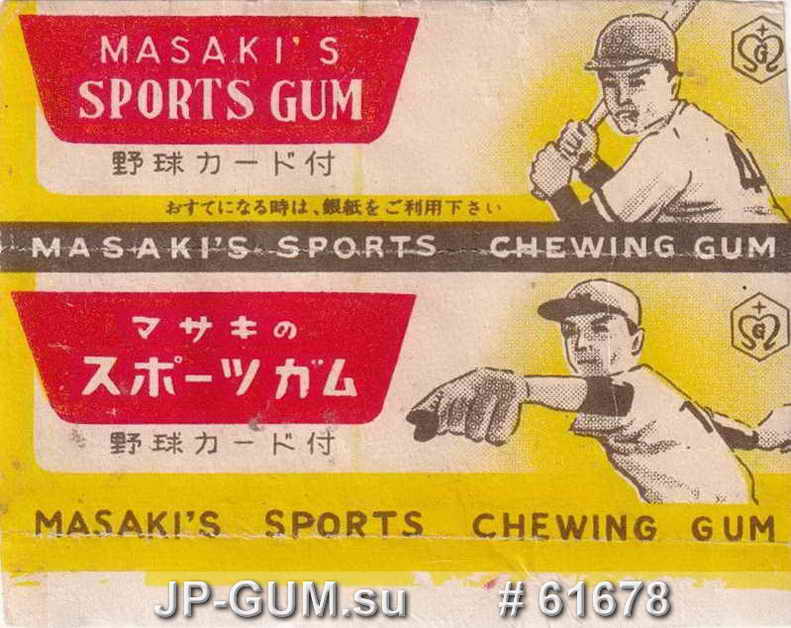 MASAKI'S
SPORTS GUM
野球カード付
おすてになる時は、銀紙をご利用下さい
MASAKI'S SPORTS CHEWING GUM
マサキの
スポーツガム
野球カード付
MASAKI'S SPORTS CHEWING GUM
JP-GUM.su # 61678
4
G
G